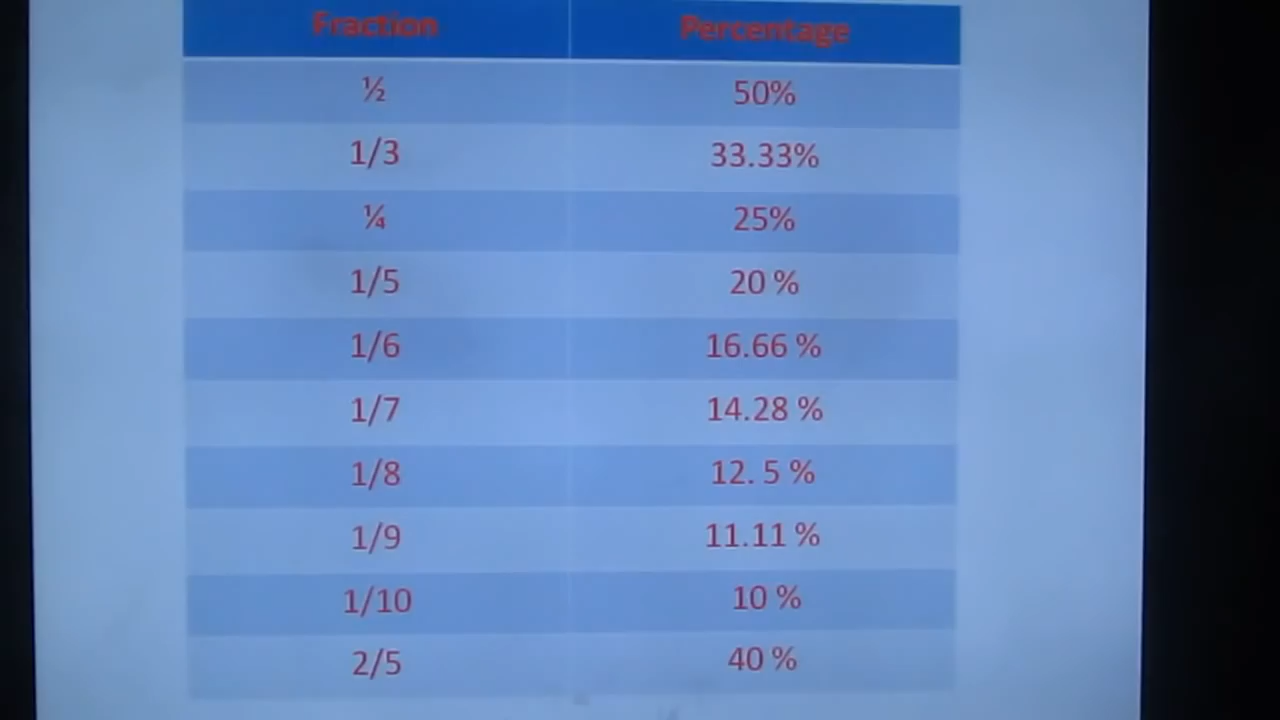 Fraction Percentage
½ 50%
1/3 33.33%
¼ 25%
1/5 20 %
1/6 16.66 %
1/7 14.28 %
1/8 12. 5 %
1/9 11.11 %
1/10 10 %
2/5 40 %